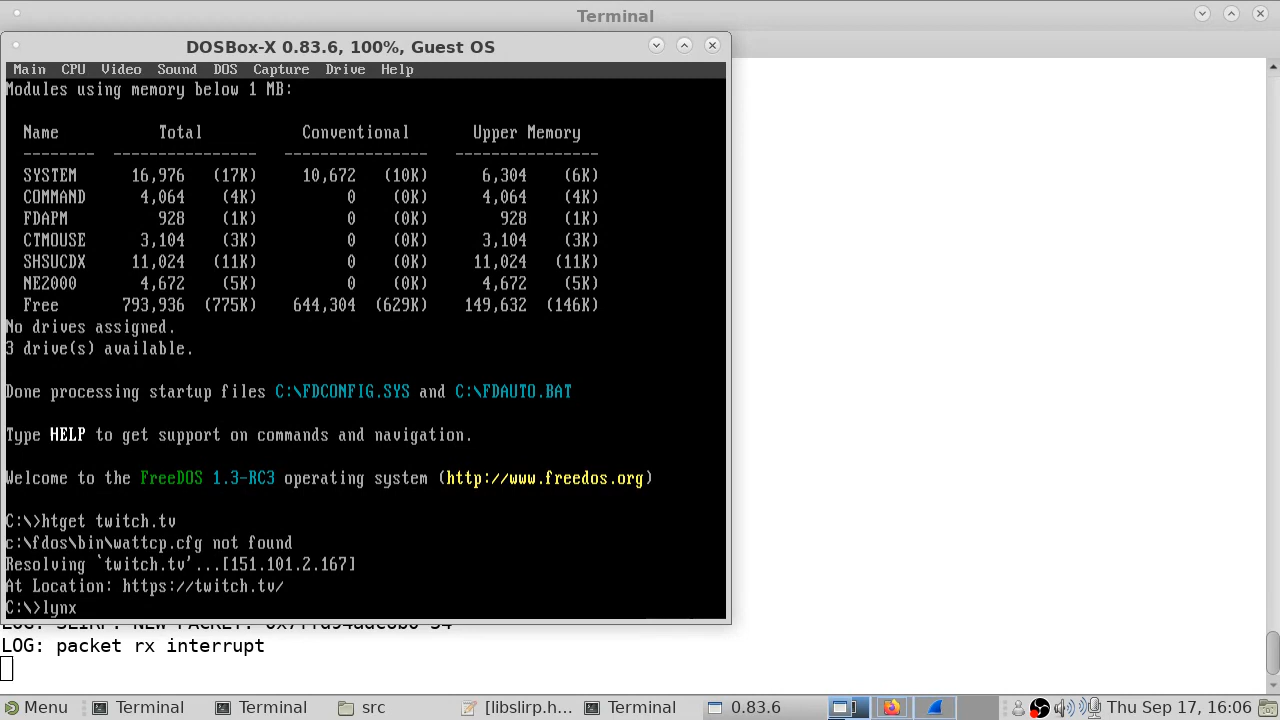 Terminal
DOSBox-X 0.83.6, 100%, Guest OS
Main CPU Video Sound DOS Capture Drive Help
Modules using memory below 1 MB:
Name Total Conventional Upper Memory
-------- ---------------- ---------------- ----------------
SYSTEM 16,976 (17K) 10,672 (10K) 6,304 (6K)
COMMAND 4,064 (4K) 0 (0K) 4,064 (4K)
FDAPM 928 (1K) 0 (0K) 928 (1K)
CTMOUSE 3,104 (3K) 0 (0K) 3,104 (3K)
SHSUCDX 11,024 (11K) 0 (0K) 11,024 (11K)
NE2000 4,672 (5K) 0 (0K) 4,672 (5K)
Free 793,936 (775K) 644,304 (629K) 149,632 (146K)
No drives assigned.
3 drive(s) available.
Done processing startup files C:\FDCONFIG.SYS and C:\FDAUTO.BAT
Type HELP to get support on commands and navigation.
Welcome to the FreeDOS 1.3-RC3 operating system (http://www.freedos.org)
C:\>htget twitch.tv
c:\fdos\bin\wattcp.cfg not found
Resolving `twitch.tv'...[151.101.2.167]
At Location: https://twitch.tv/
C:\>lynx
LOG: SLIRP: NEW PACKET:
LOG: packet rx interrupt
Menu Terminal Terminal src [libslirp.h... Terminal 0.83.6 Thu Sep 17, 16:06